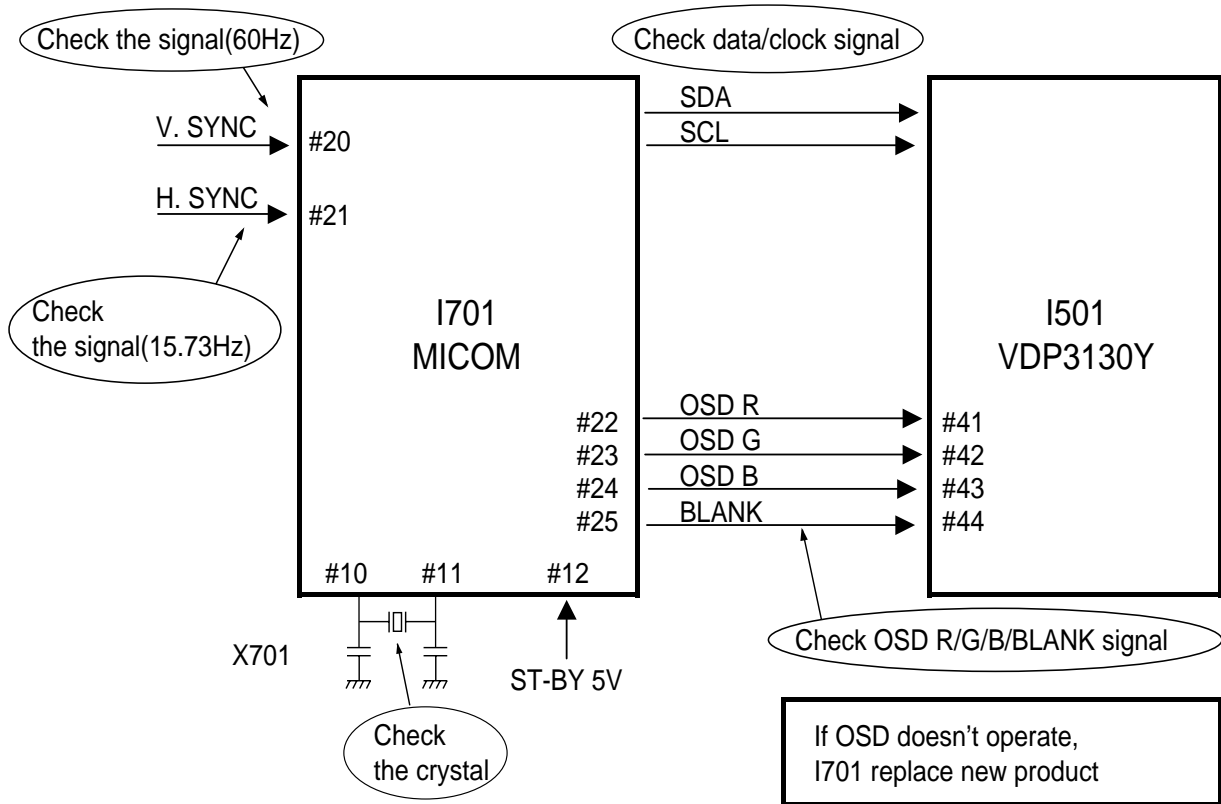 Check the signal(60Hz)
Check data/clock signal
V. SYNC
#20
SDA
SCL
H. SYNC
#21
Check
the signal(15.73Hz)
I701
MICOM
I501
VDP3130Y
#22
OSD R
#41
#23
OSD G
#42
#24
OSD B
#43
#25
BLANK
#44
#10
#11
#12
X701
ST-BY 5V
Check OSD R/G/B/BLANK signal
Check
the crystal
If OSD doesn't operate,
I701 replace new product